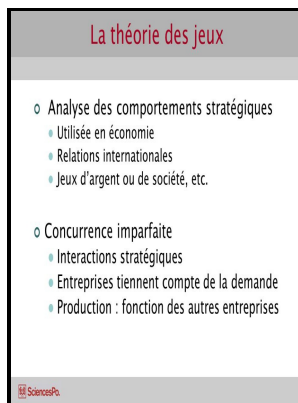 La théorie des jeux
Analyse des comportements stratégiques
Utilisée en économie
Relations internationales
Jeux d'argent ou de société, etc.
Concurrence imparfaite
Interactions stratégiques
Entreprises tiennent compte de la demande
Production : fonction des autres entreprises
SciencesPo.